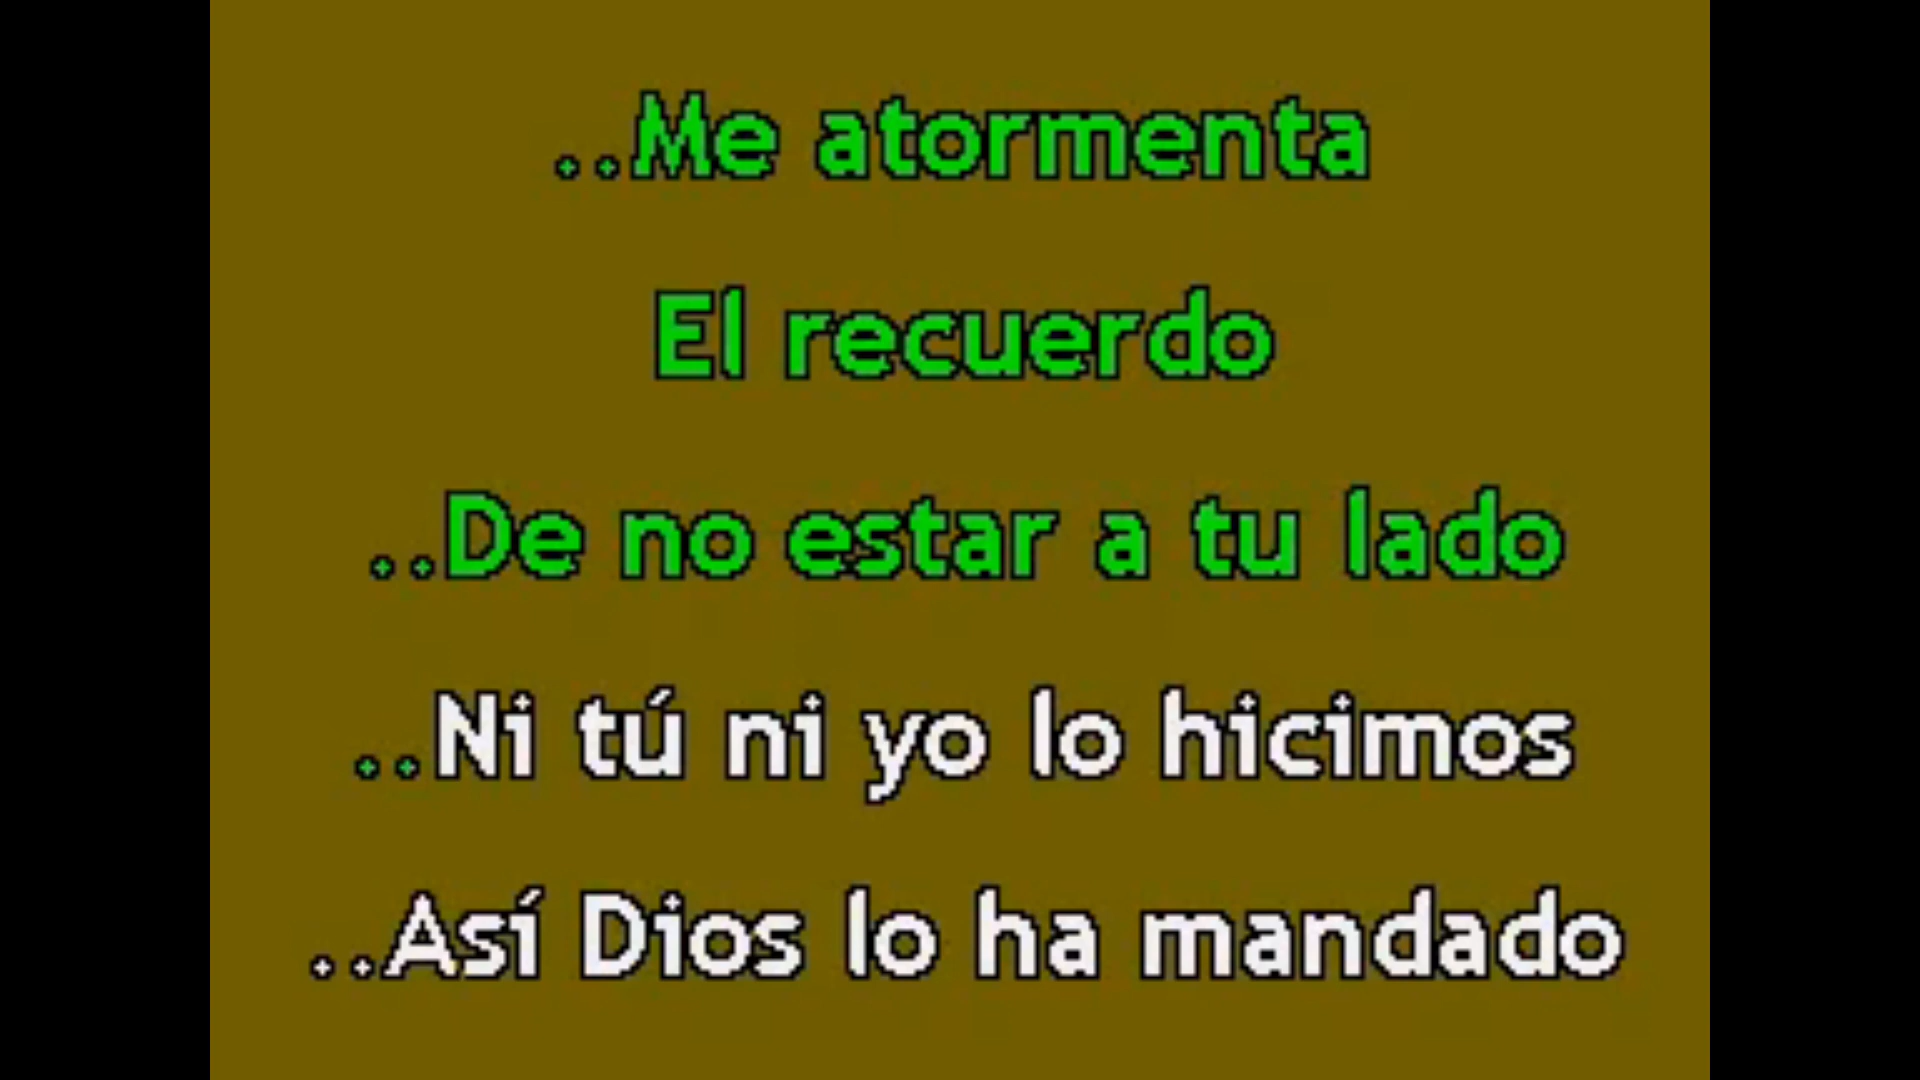 ..Me atormenta
El recuerdo
..De no estar a tu lado
..Ni tú ni yo lo hicimos
..Así Dios lo ha mandado